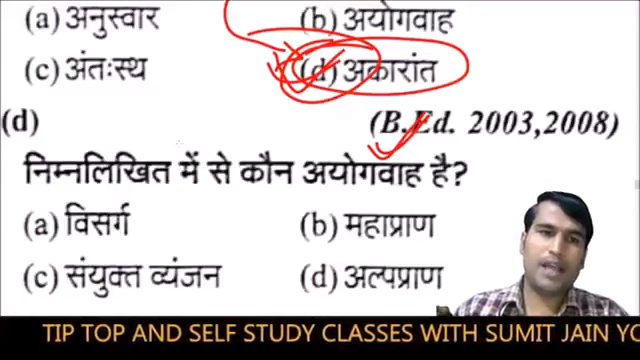 (a) अनुस्वार (b) अयोगवाह
(c) अंतःस्थ (d) अकारांत
(d) (B.Ed. 2003,2008)
निम्नलिखित में से कौन अयोगवाह है?
(a) विसर्ग (b) महाप्राण
(c) संयुक्त व्यंजन (d) अल्पप्राण
TIP TOP AND SELF STUDY CLASSES WITH SUMIT JAIN YO